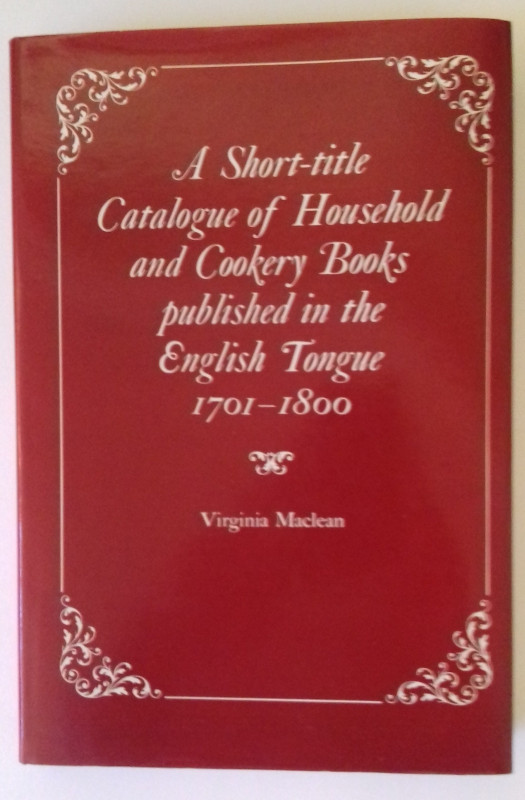 A Short-title
Catalogue of Household
and Cookery Books
published in the
English Tongue
1701–1800
Virginia Maclean